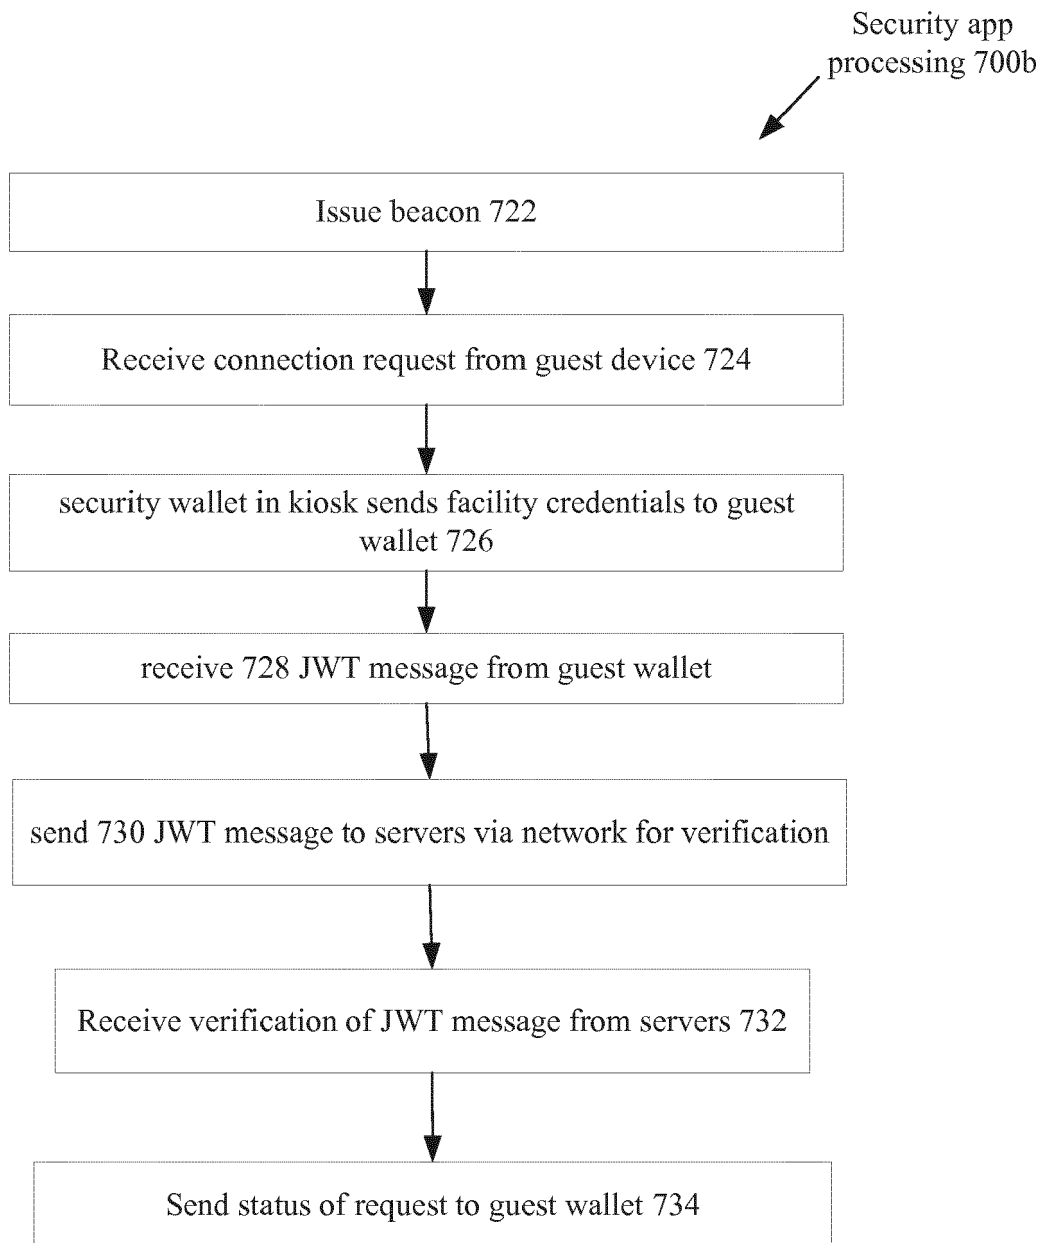 Security app
processing 700b
Issue beacon 722
Receive connection request from guest device 724
security wallet in kiosk sends facility credentials to guest
wallet 726
receive 728 JWT message from guest wallet
send 730 JWT message to servers via network for verification
Receive verification of JWT message from servers 732
Send status of request to guest wallet 734